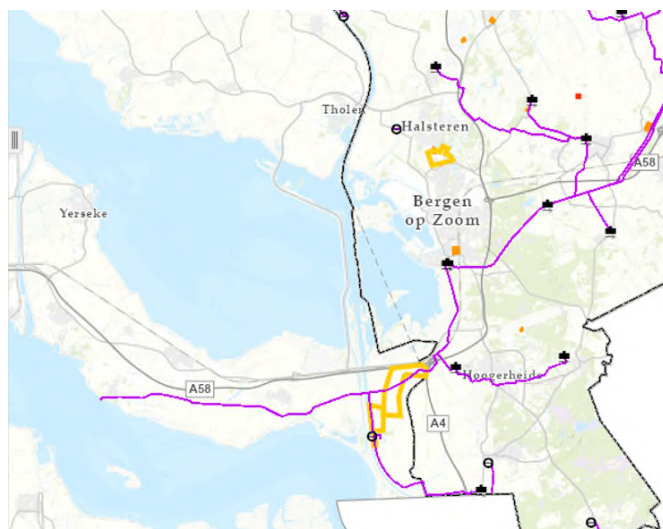 Tholen
Halsteren
A58
Yerseke
Bergen
op Zoom
Hoogerheide
A58
A4